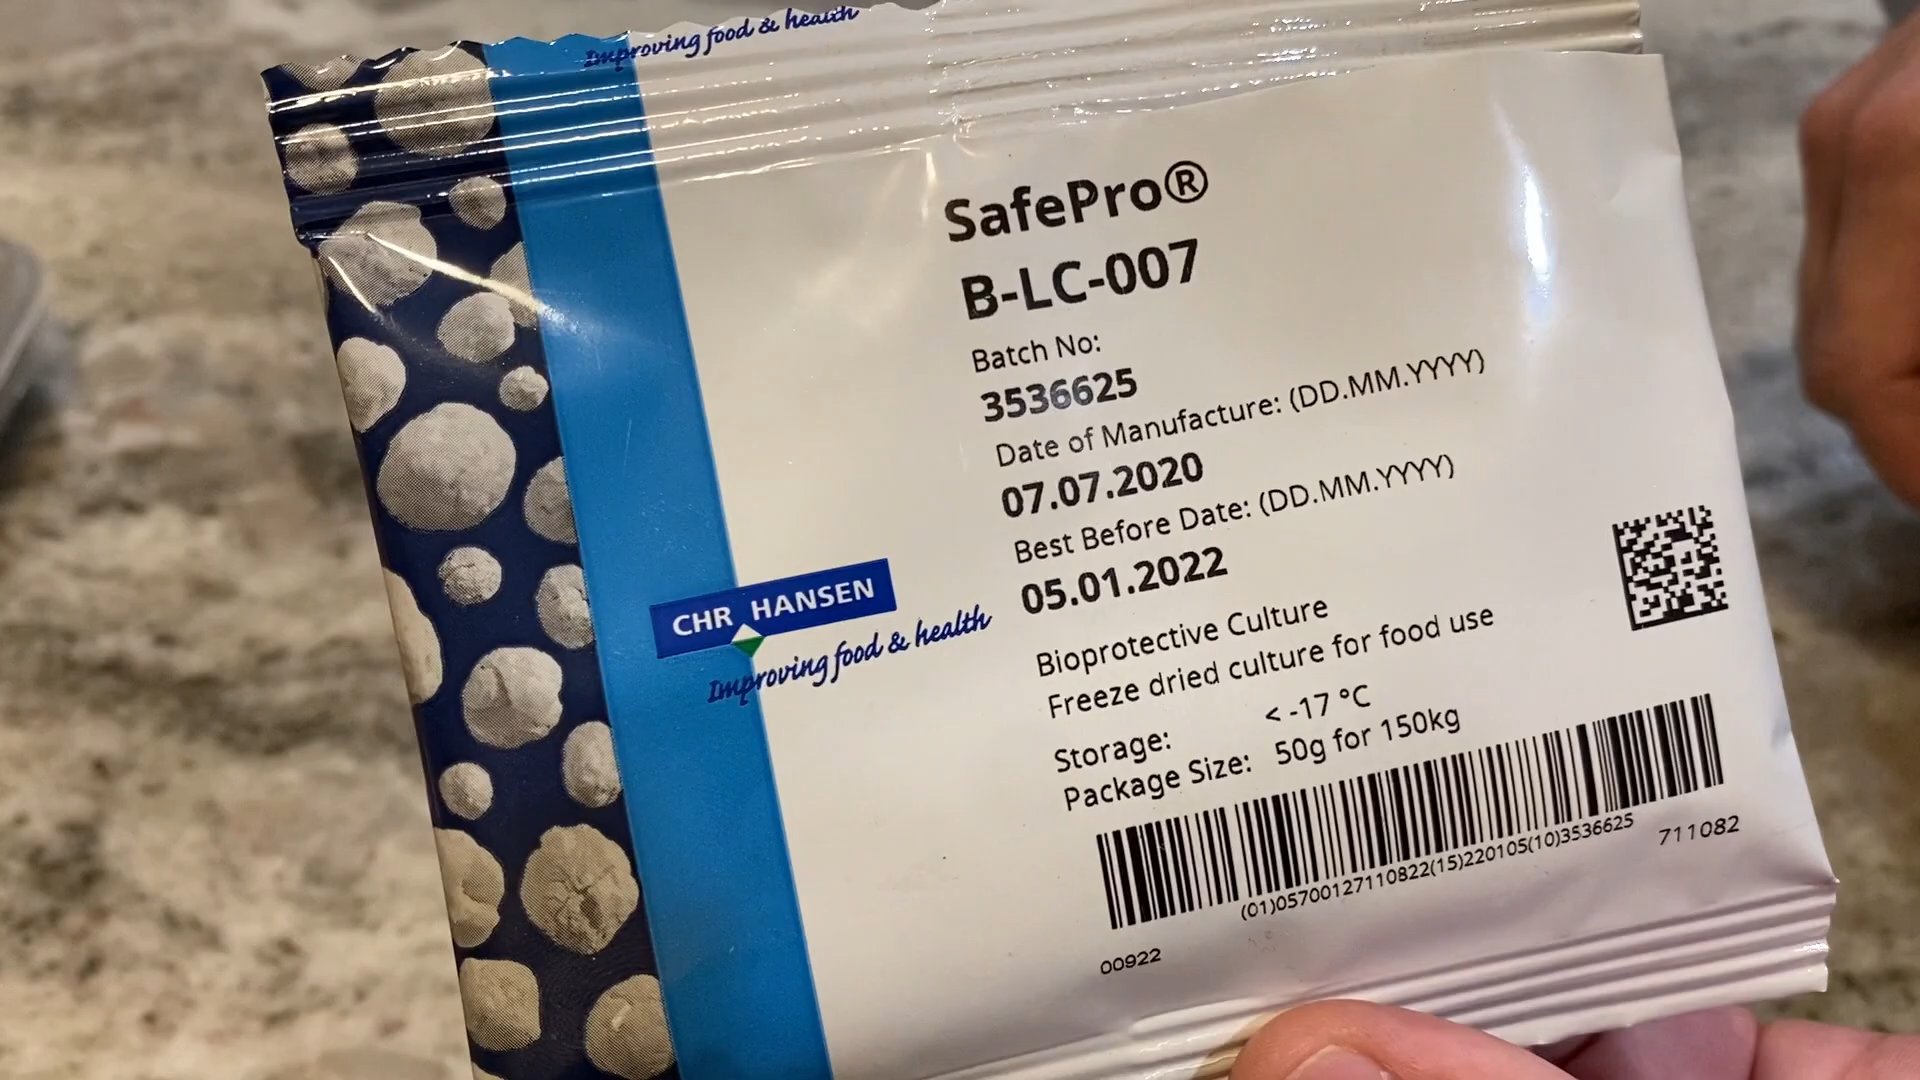 Improving food & health
SafePro®
B-LC-007
Batch No:
3536625
Date of Manufacture: (DD.MM.YYYY)
07.07.2020
Best Before Date: (DD.MM.YYYY)
05.01.2022
CHR HANSEN
Improving food & health
Bioprotective Culture
Freeze dried culture for food use
Storage: < -17 °C
Package Size: 50g for 150kg
(01)05700127110822(15)220105(10)3536625
711082
00922